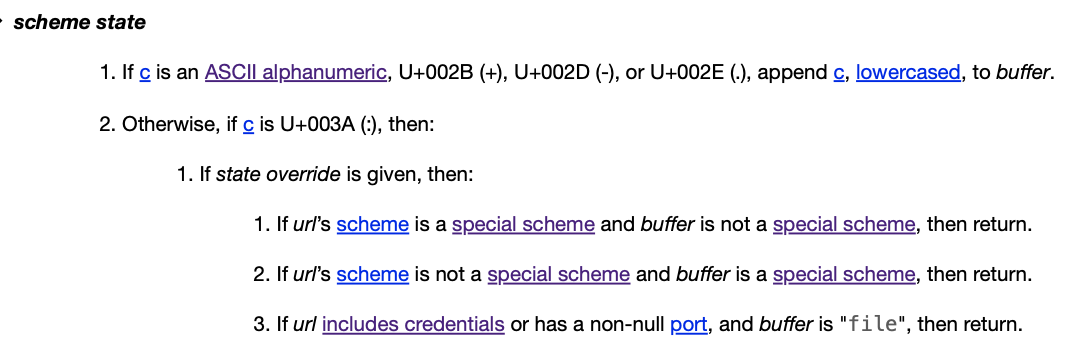 scheme state
1. If c is an ASCII alphanumeric, U+002B (+), U+002D (-), or U+002E (.), append c, lowercased, to buffer.
2. Otherwise, if c is U+003A (:), then:
1. If state override is given, then:
1. If url's scheme is a special scheme and buffer is not a special scheme, then return.
2. If url's scheme is not a special scheme and buffer is a special scheme, then return.
3. If url includes credentials or has a non-null port, and buffer is "file", then return.